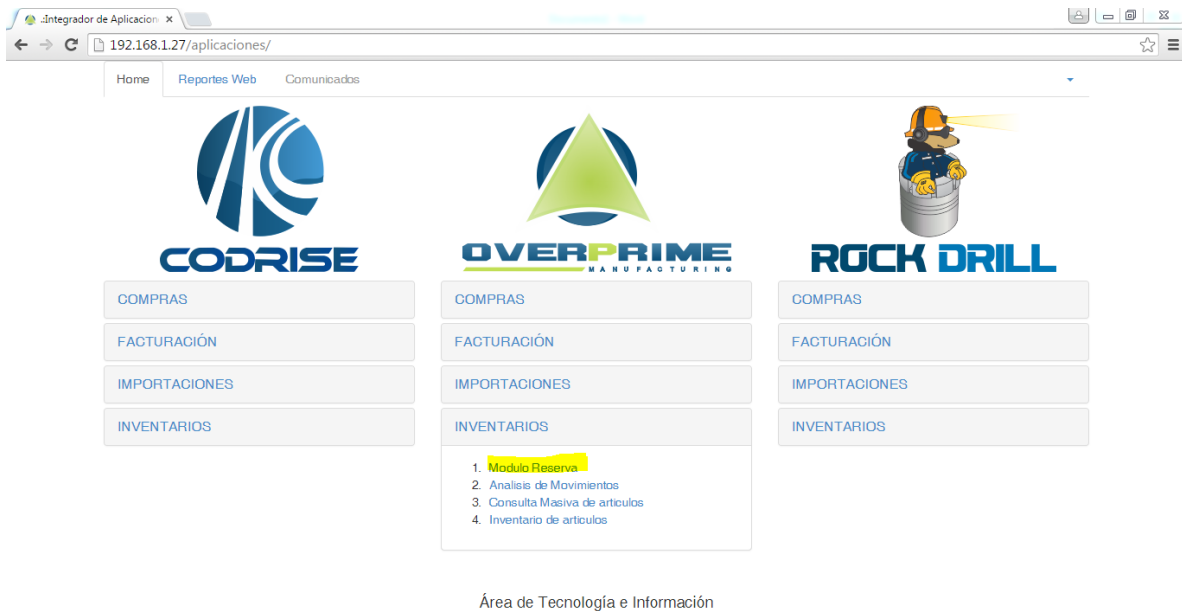 .:Integrador de Aplicacion
192.168.1.27/aplicaciones/
Home Reportes Web Comunicados
CODRISE
OVERPRIME
MANUFACTURING
ROCK DRILL
COMPRAS COMPRAS COMPRAS
FACTURACIÓN FACTURACIÓN FACTURACIÓN
IMPORTACIONES IMPORTACIONES IMPORTACIONES
INVENTARIOS INVENTARIOS INVENTARIOS
1. Modulo Reserva
2. Analisis de Movimientos
3. Consulta Masiva de articulos
4. Inventario de articulos
Área de Tecnología e Información